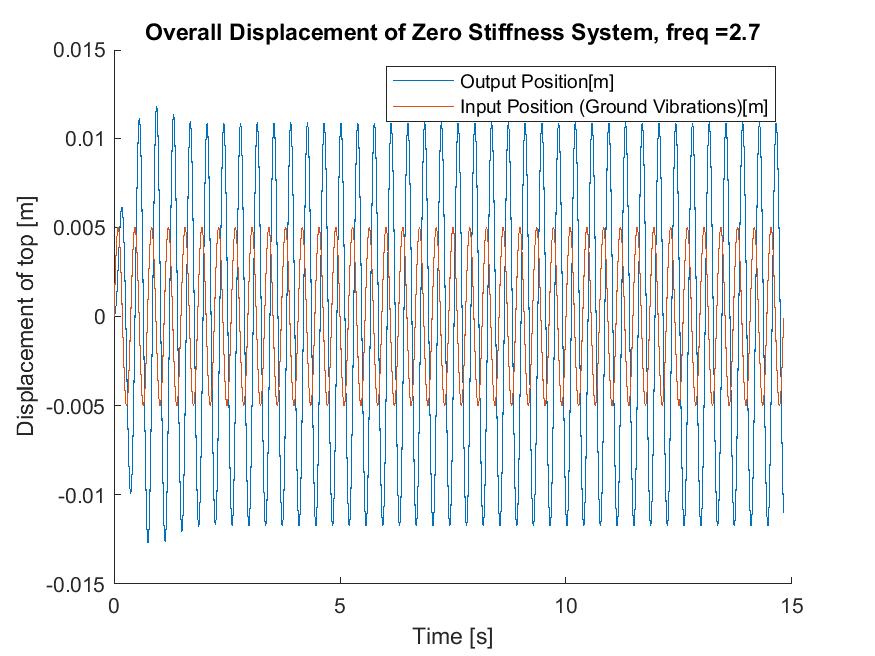 Overall Displacement of Zero Stiffness System, freq =2.7
Output Position[m]
Input Position (Ground Vibrations)[m]
Displacement of top [m]
0.015
0.01
0.005
0
-0.005
-0.01
-0.015
0 5 10 15
Time [s]